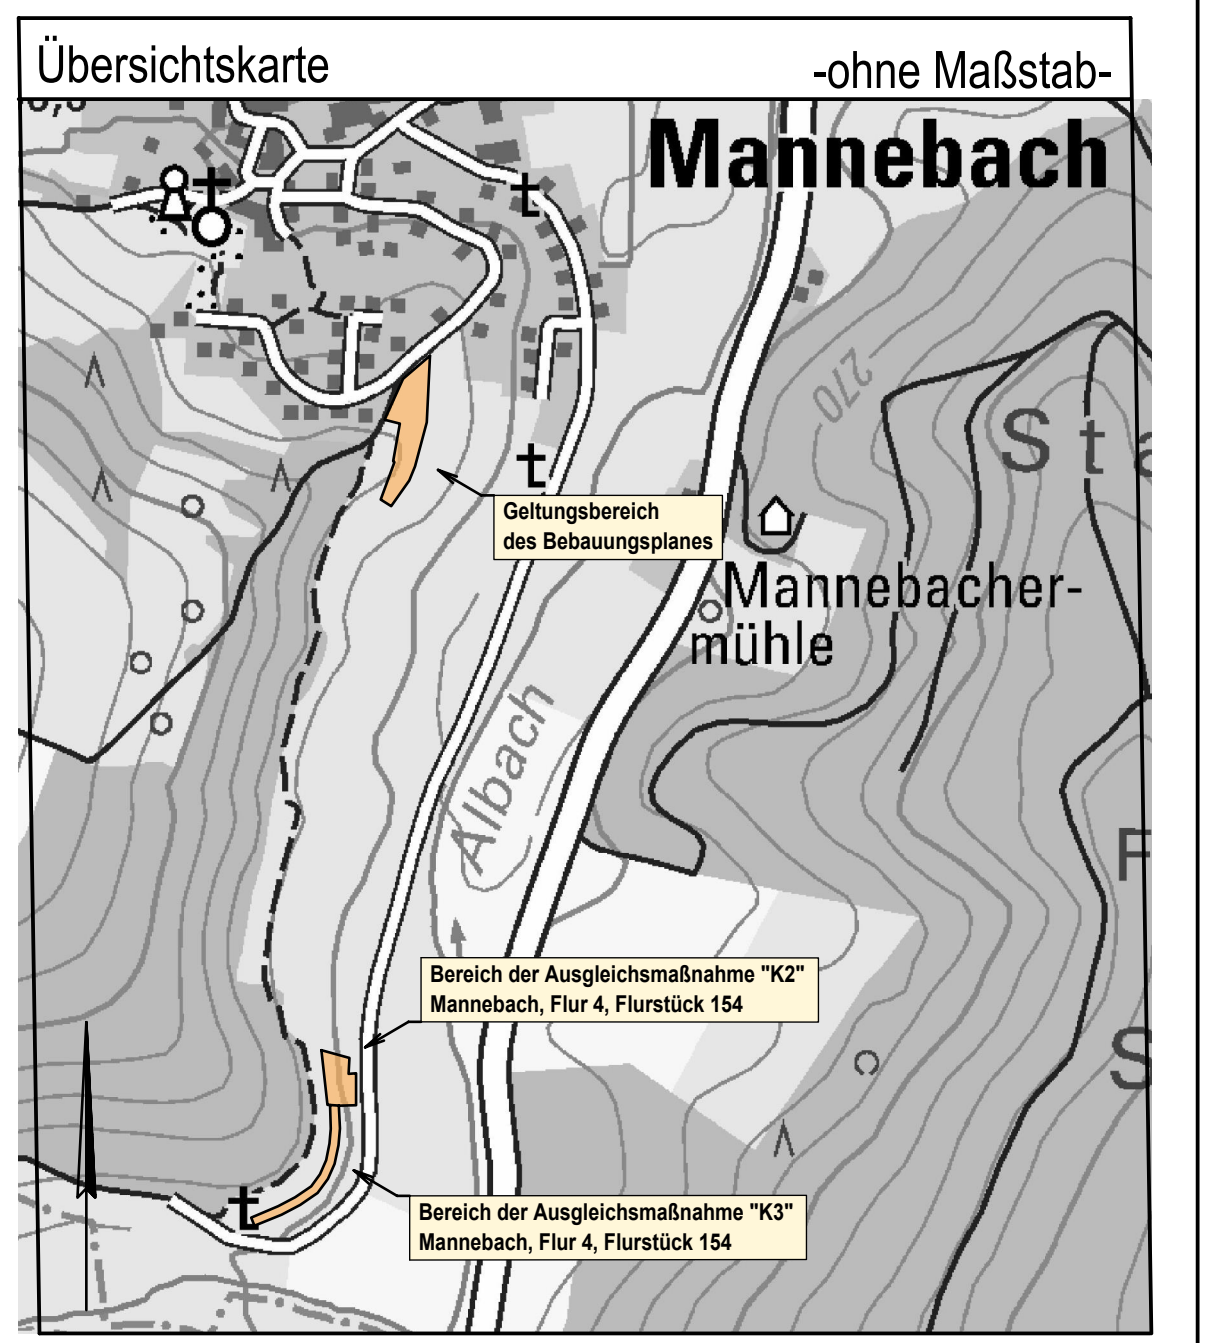 Übersichtskarte
-ohne Maßstab-
Mannebach
270
S t a
Geltungsbereich
des Bebauungsplanes
Mannebacher-
mühle
Albach
F
Bereich der Ausgleichsmaßnahme "K2"
Mannebach, Flur 4, Flurstück 154
S
Bereich der Ausgleichsmaßnahme "K3"
Mannebach, Flur 4, Flurstück 154